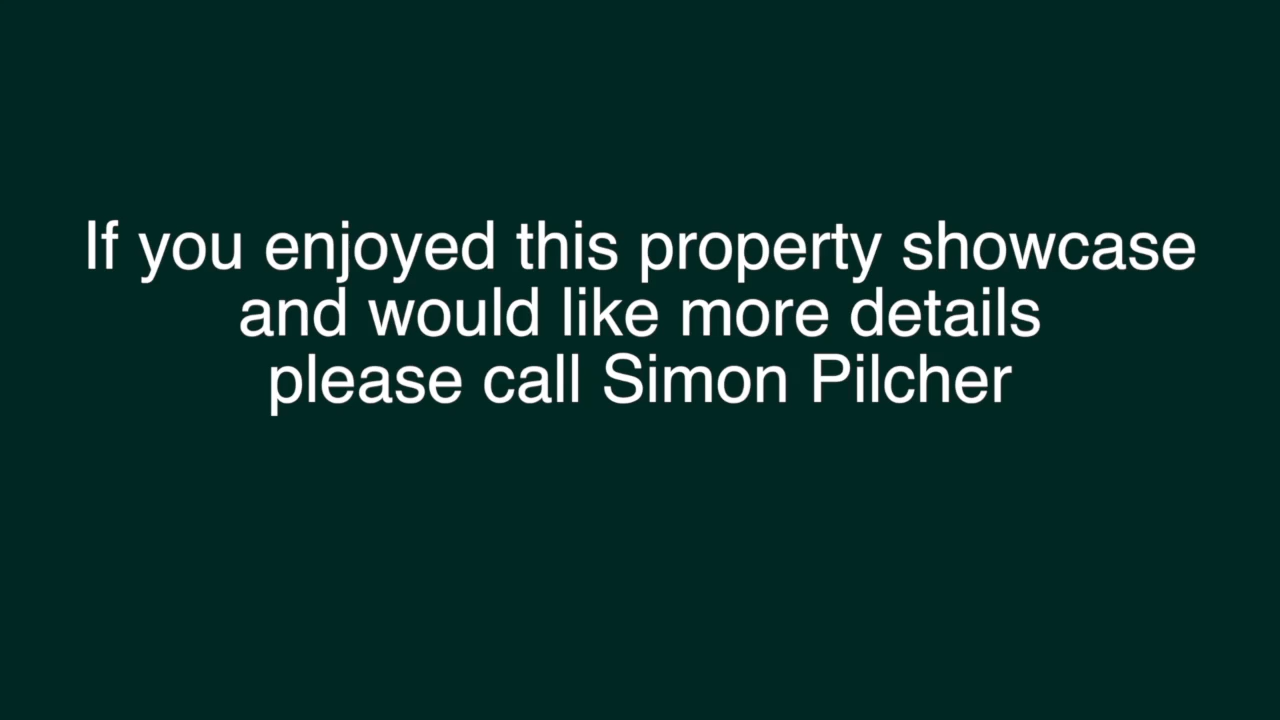 If you enjoyed this property showcase
and would like more details
please call Simon Pilcher